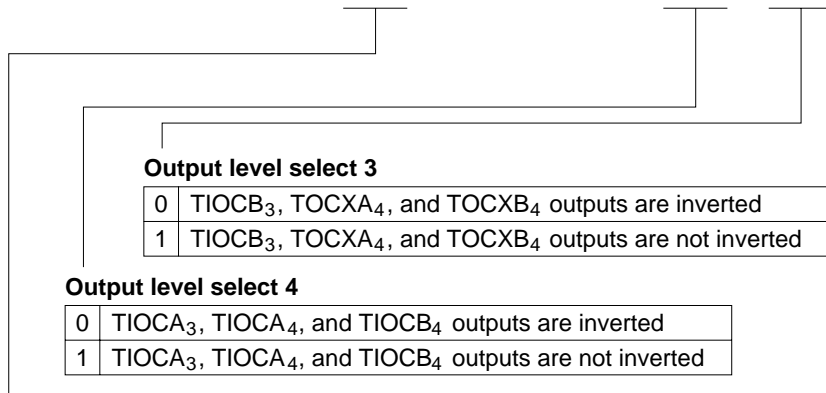 Output level select 3
0 TIOCB3, TOCXA4, and TOCXB4 outputs are inverted
1 TIOCB3, TOCXA4, and TOCXB4 outputs are not inverted
Output level select 4
0 TIOCA3, TIOCA4, and TIOCB4 outputs are inverted
1 TIOCA3, TIOCA4, and TIOCB4 outputs are not inverted